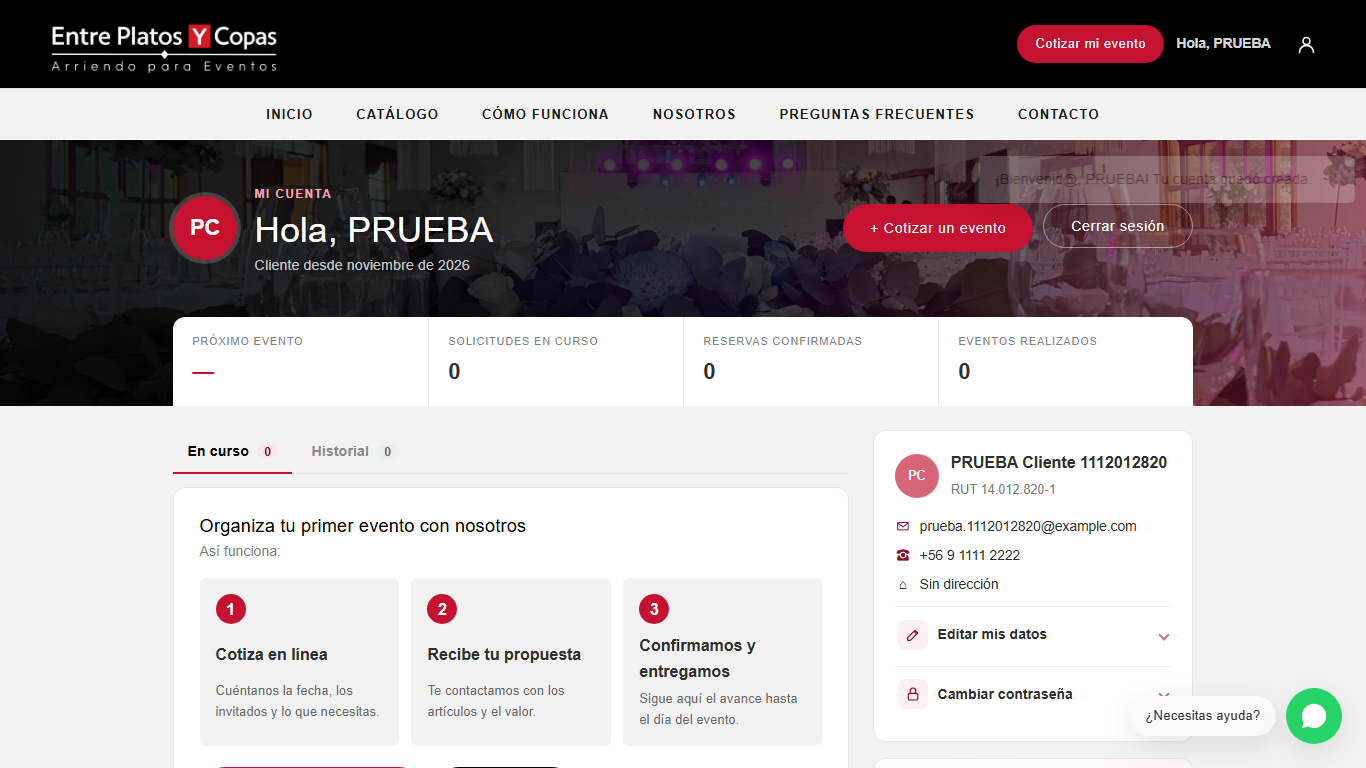 Entre Platos Y Copas
Arriendo para Eventos
Cotizar mi evento
Hola, PRUEBA
INICIO
CATÁLOGO
CÓMO FUNCIONA
NOSOTROS
PREGUNTAS FRECUENTES
CONTACTO
¡Bienvenid@, PRUEBA! Tu cuenta quedó creada.
PC
MI CUENTA
Hola, PRUEBA
Cliente desde noviembre de 2026
+ Cotizar un evento
Cerrar sesión
PRÓXIMO EVENTO
—
SOLICITUDES EN CURSO
0
RESERVAS CONFIRMADAS
0
EVENTOS REALIZADOS
0
En curso 0
Historial 0
Organiza tu primer evento con nosotros
Así funciona:
1
Cotiza en línea
Cuéntanos la fecha, los
invitados y lo que necesitas.
2
Recibe tu propuesta
Te contactamos con los
artículos y el valor.
3
Confirmamos y
entregamos
Sigue aquí el avance hasta
el día del evento.
PC
PRUEBA Cliente 1112012820
RUT 14.012.820-1
prueba.1112012820@example.com
+56 9 1111 2222
Sin dirección
Editar mis datos
Cambiar contraseña
¿Necesitas ayuda?